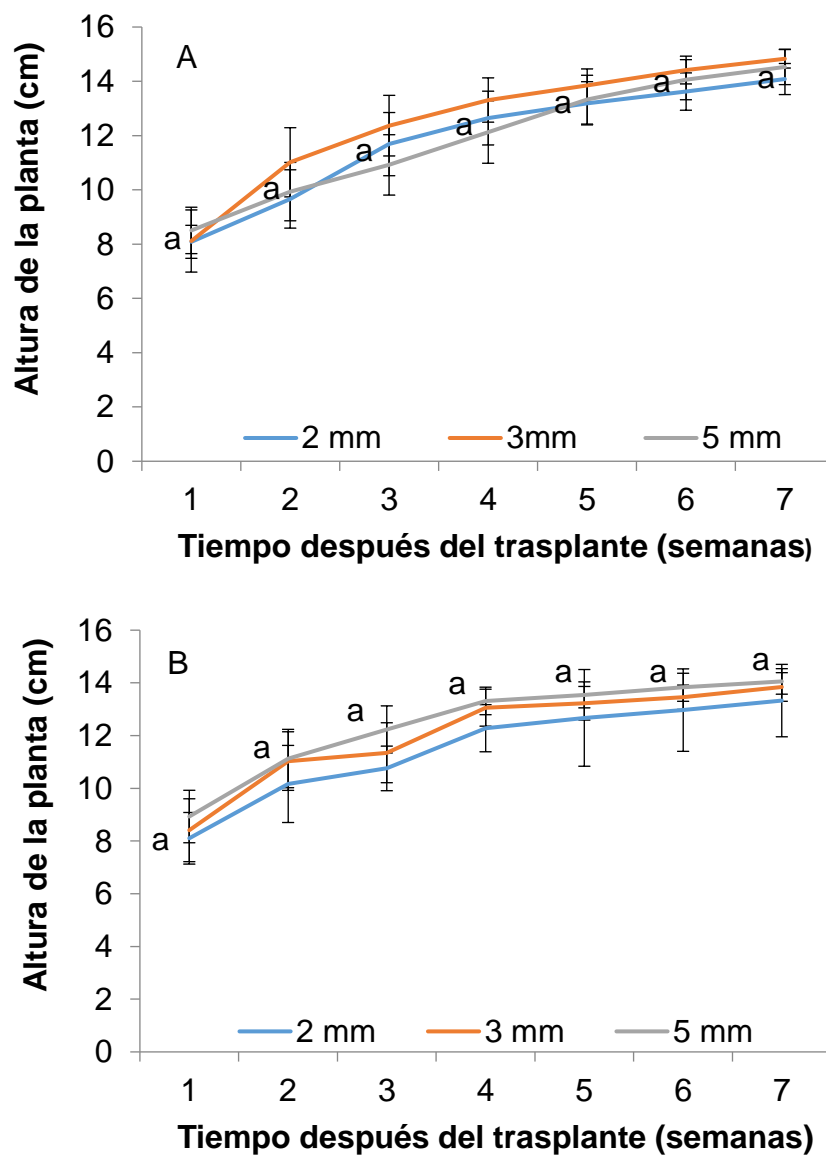 16
A
14
12
10
8
6
4
2
0
Altura de la planta (cm)
a
a
a
a
a
a
a
2 mm 3mm 5 mm
1 2 3 4 5 6 7
Tiempo después del trasplante (semanas)
16
B
14
12
10
8
6
4
2
0
Altura de la planta (cm)
a
a
a
a
a
a
a
2 mm 3 mm 5 mm
1 2 3 4 5 6 7
Tiempo después del trasplante (semanas)